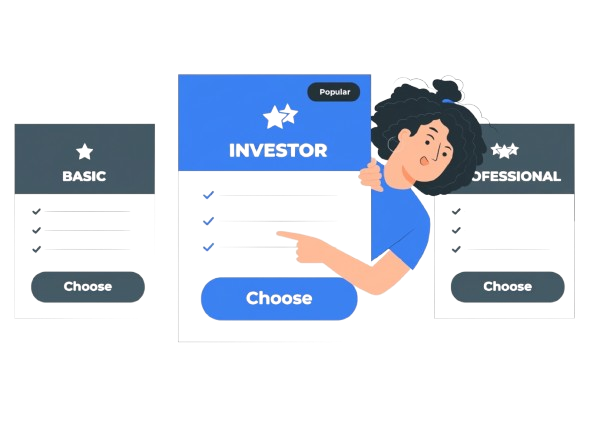 Popular
BASIC
INVESTOR
OFESSIONAL
Choose
Choose
Choose